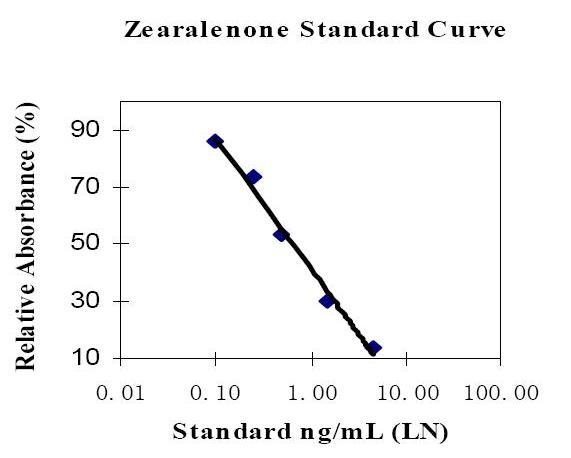 Zearalenone Standard Curve
Relative Absorbance (%)
90
70
50
30
10
0.01 0.10 1.00 10.00 100.00
Standard ng/mL (LN)